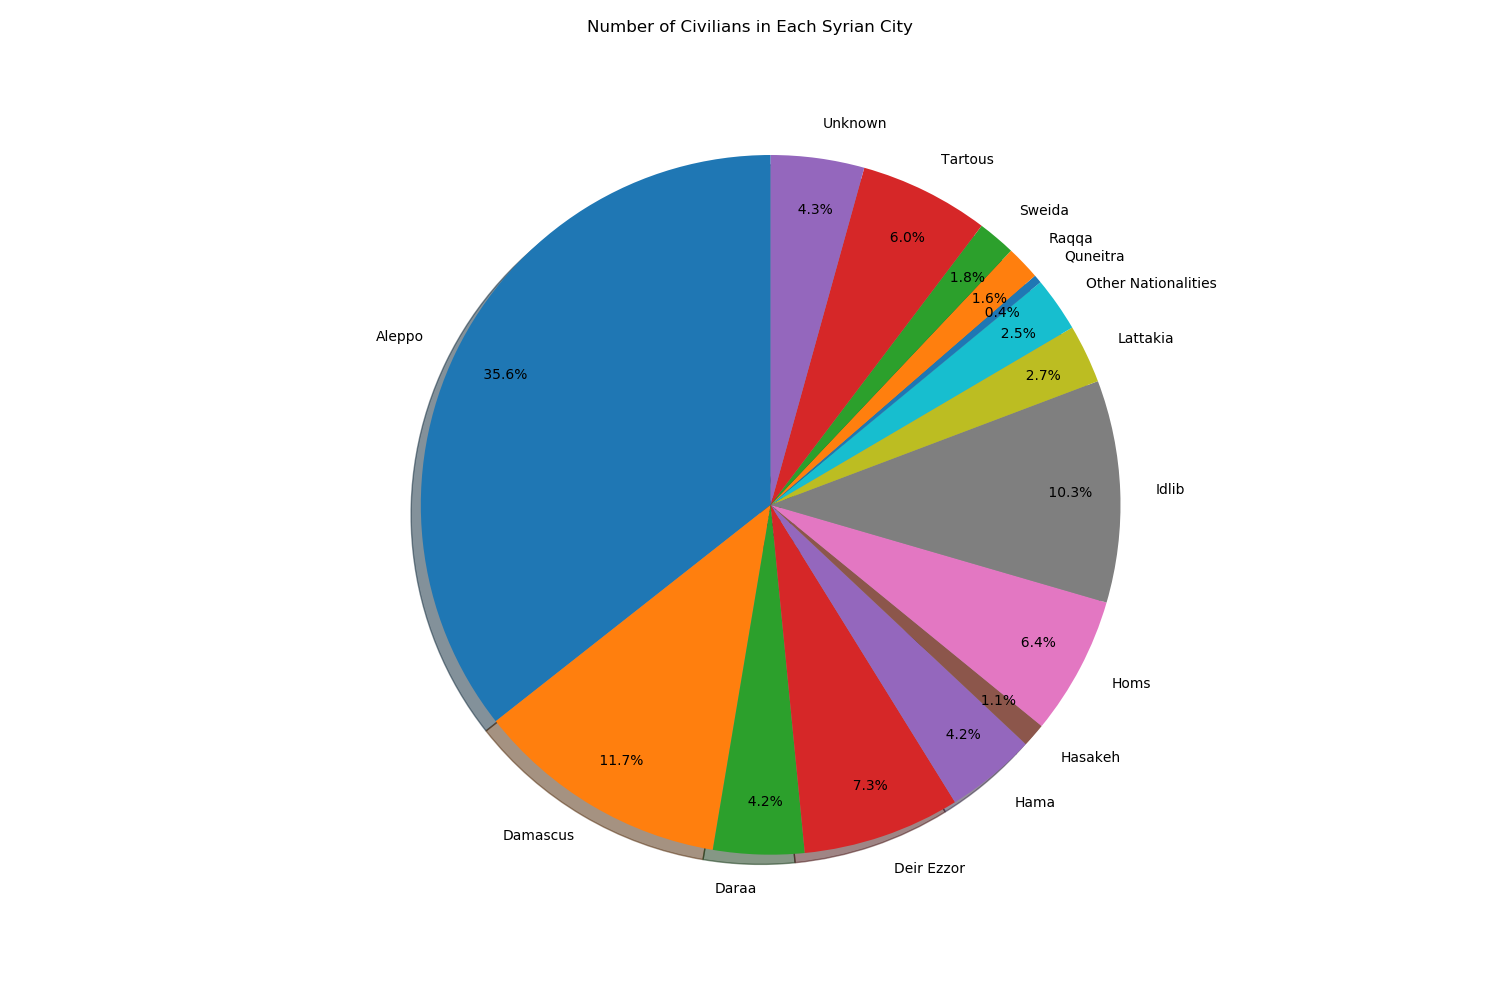 Number of Civilians in Each Syrian City
Unknown
4.3%
Tartous
6.0%
Sweida
1.8%
Raqqa
1.6%
Quneitra
0.4%
Other Nationalities
2.5%
Lattakia
2.7%
Aleppo
35.6%
Idlib
10.3%
Homs
6.4%
Hasakeh
1.1%
Hama
4.2%
Deir Ezzor
7.3%
Daraa
4.2%
Damascus
11.7%